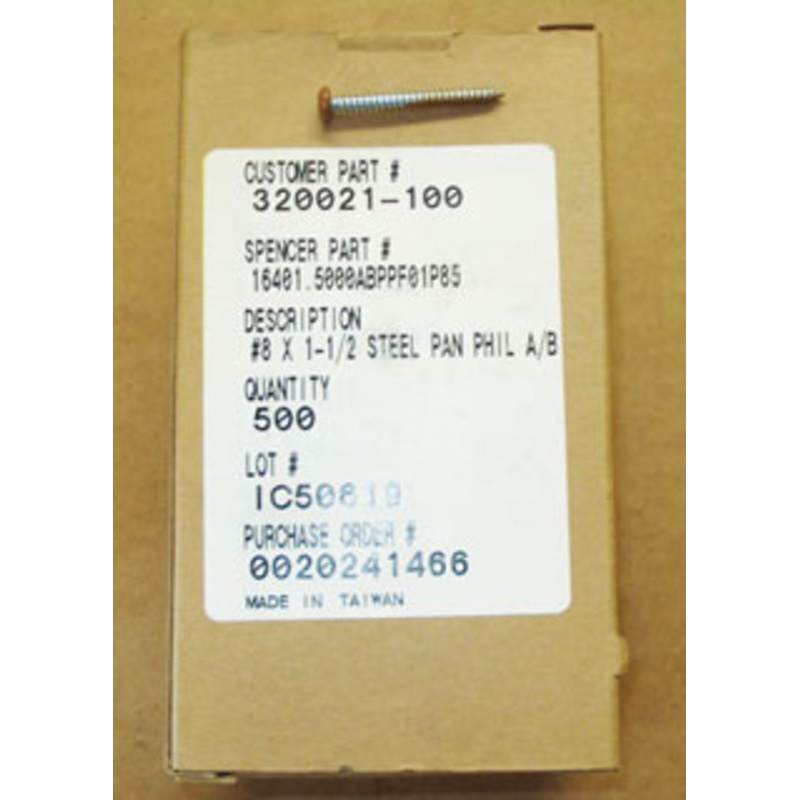 CUSTOMER PART #
320021-100
SPENCER PART #
16401.5000ABPPF01P85
DESCRIPTION
#8 X 1-1/2 STEEL PAN PHIL A/B
QUANTITY
500
LOT #
IC50619
PURCHASE ORDER #
0020241466
MADE IN TAIWAN